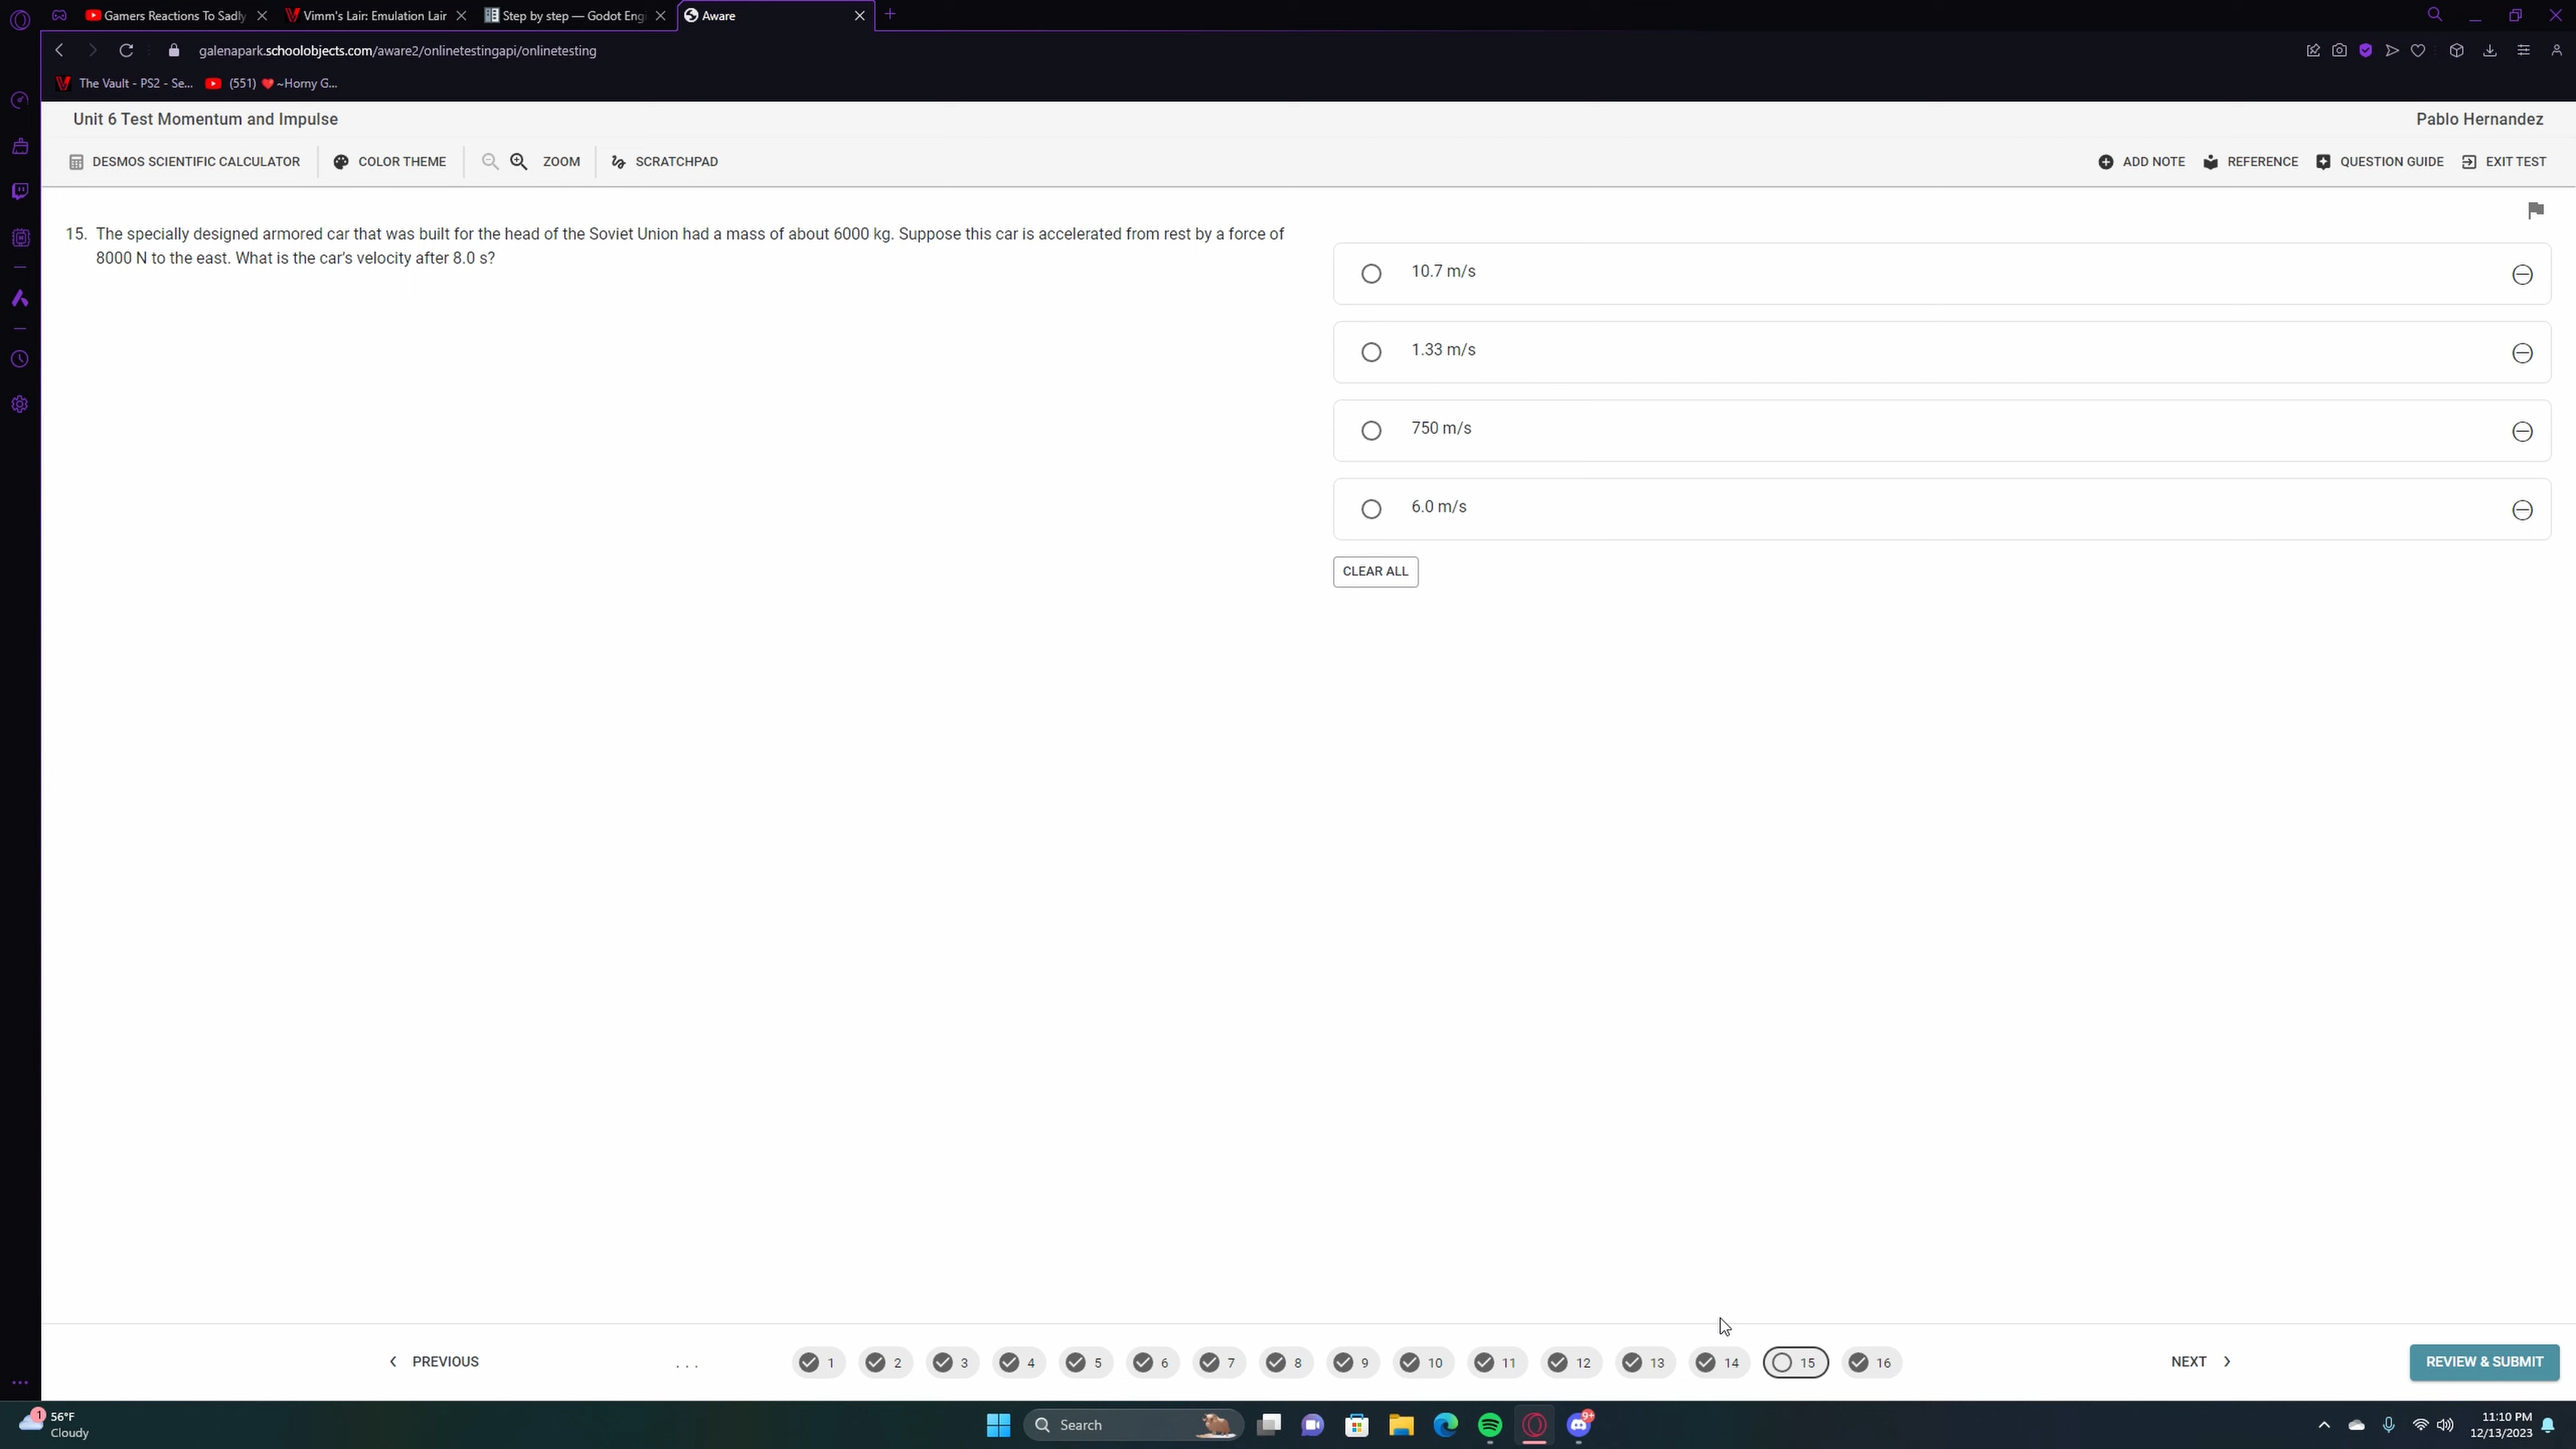 Gamers Reactions To Sadly
Vimm's Lair: Emulation Lair
Step by step — Godot Engi
Aware
galenapark.schoolobjects.com/aware2/onlinetestingapi/onlinetesting
The Vault - PS2 - Se...
(551) ❤️~Horny G...
Unit 6 Test Momentum and Impulse
Pablo Hernandez
DESMOS SCIENTIFIC CALCULATOR
COLOR THEME
ZOOM
SCRATCHPAD
ADD NOTE
REFERENCE
QUESTION GUIDE
EXIT TEST
15. The specially designed armored car that was built for the head of the Soviet Union had a mass of about 6000 kg. Suppose this car is accelerated from rest by a force of
8000 N to the east. What is the car's velocity after 8.0 s?
10.7 m/s
1.33 m/s
750 m/s
6.0 m/s
CLEAR ALL
PREVIOUS
...
1
2
3
4
5
6
7
8
9
10
11
12
13
14
15
16
NEXT
REVIEW & SUBMIT
1
56°F
Cloudy
Search
9+
11:10 PM
12/13/2023